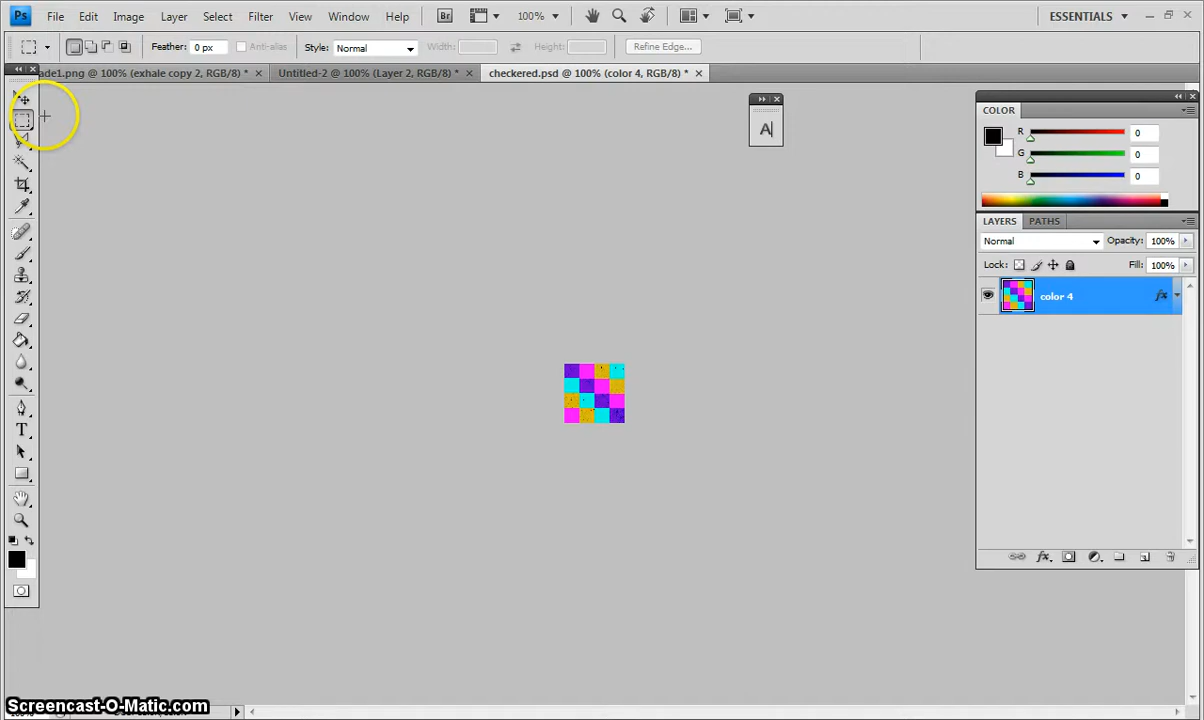 Ps File Edit Image Layer Select Filter View Window Help Br 100% ESSENTIALS
Feather: 0 px Anti-alias Style: Normal Width: Height: Refine Edge...
ade1.png @ 100% (exhale copy 2, RGB/8) * Untitled-2 @ 100% (Layer 2, RGB/8) * checkered.psd @ 100% (color 4, RGB/8) *
A
COLOR
R 0
G 0
B 0
LAYERS PATHS
Normal Opacity: 100%
Lock: Fill: 100%
color 4 fx
T
fx
Screencast-O-Matic.com